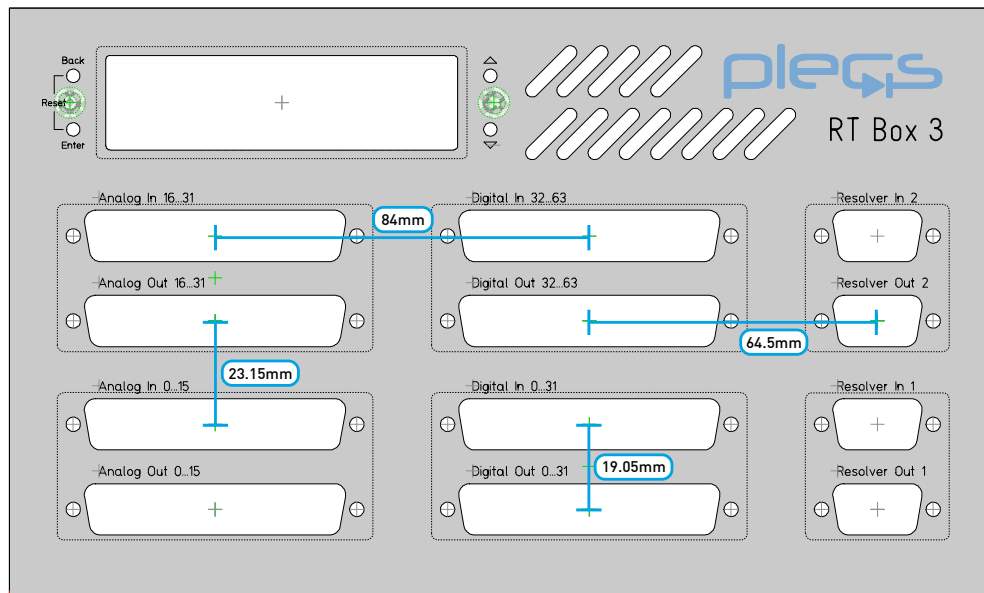 Back
Reset
Enter
plecs
RT Box 3
Analog In 16...31
Digital In 32...63
Resolver In 2
84mm
Analog Out 16...31
Digital Out 32...63
Resolver Out 2
64.5mm
23.15mm
Analog In 0...15
Digital In 0...31
Resolver In 1
19.05mm
Analog Out 0...15
Digital Out 0...31
Resolver Out 1